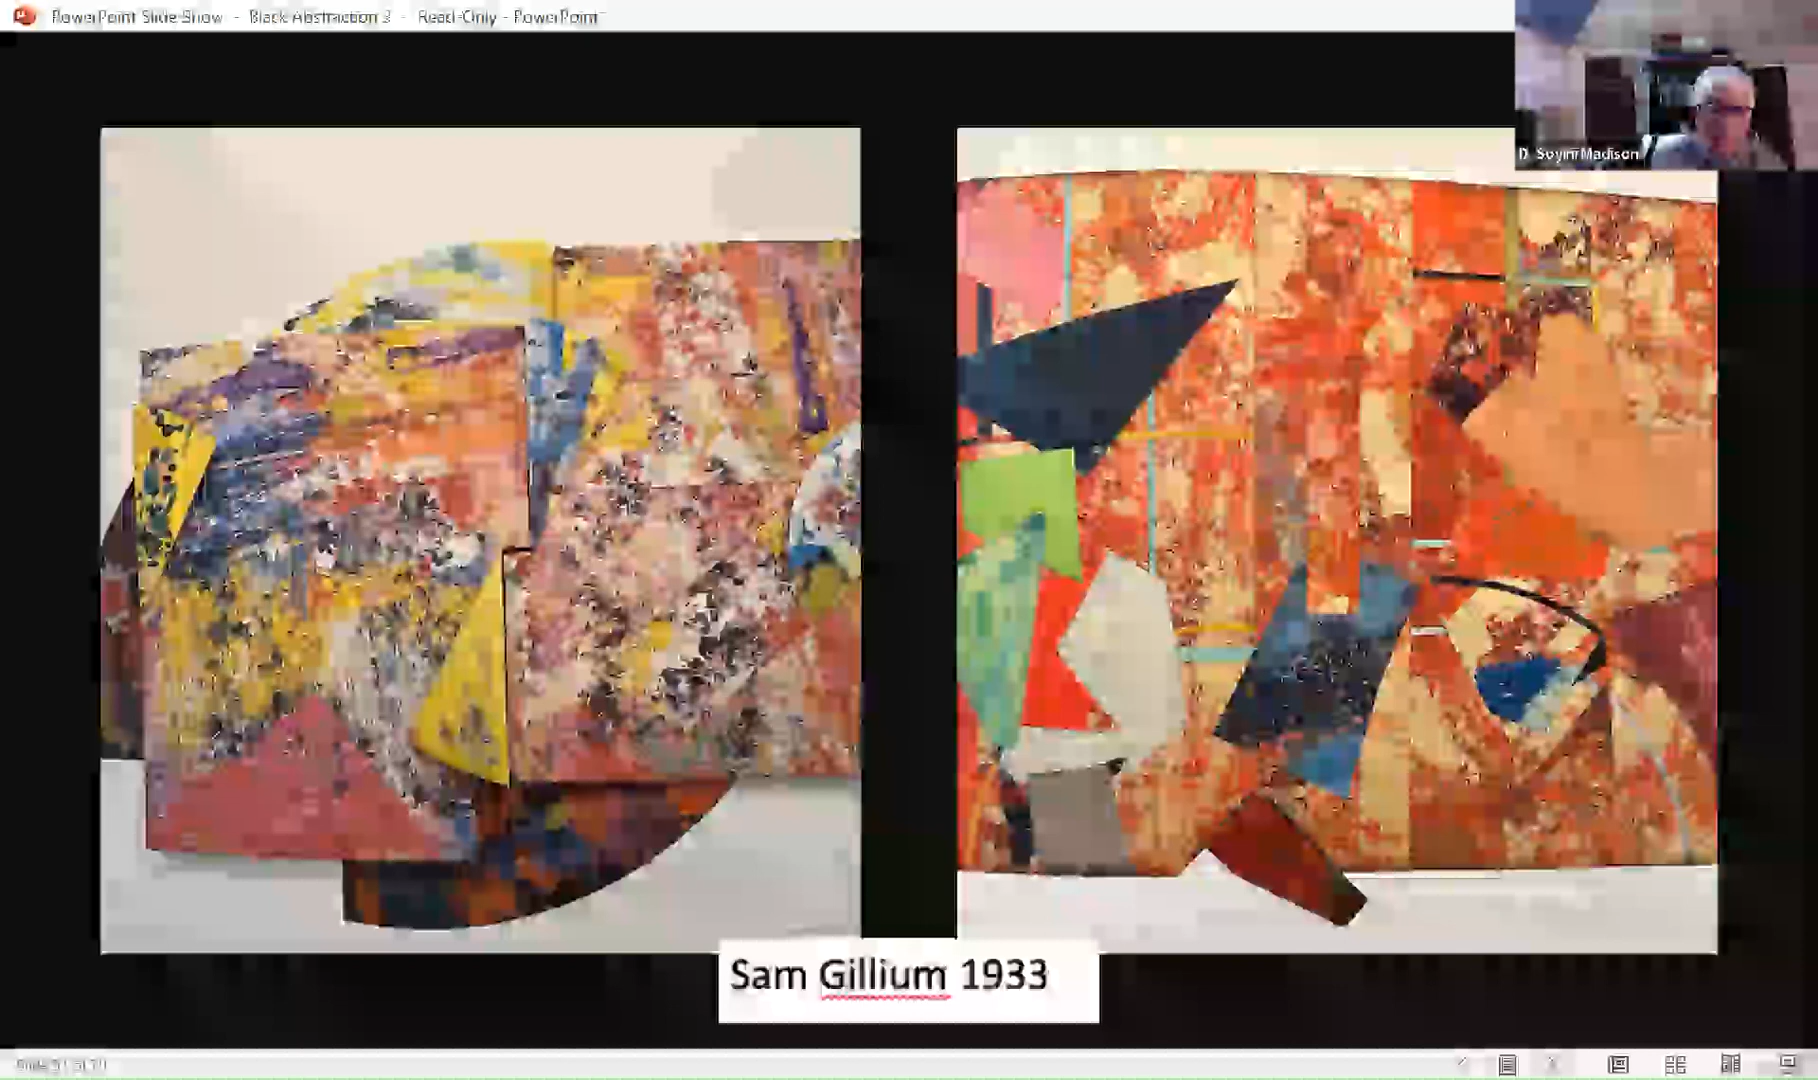 PowerPoint Slide Show - Black Abstraction 3 - Read-Only - PowerPoint
D. Soyini Madison
Sam Gillium 1933